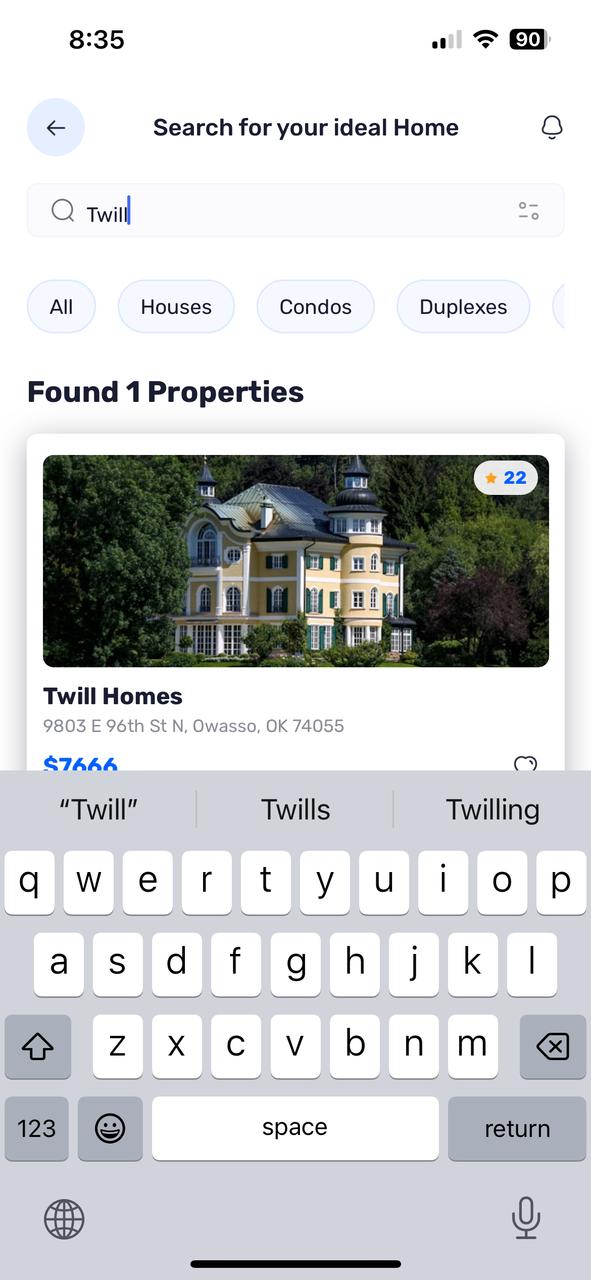 8:35
90
Search for your ideal Home
Twill
All Houses Condos Duplexes
Found 1 Properties
22
Twill Homes
9803 E 96th St N, Owasso, OK 74055
$7666
“Twill” Twills Twilling
q w e r t y u i o p
a s d f g h j k l
z x c v b n m
123 space return